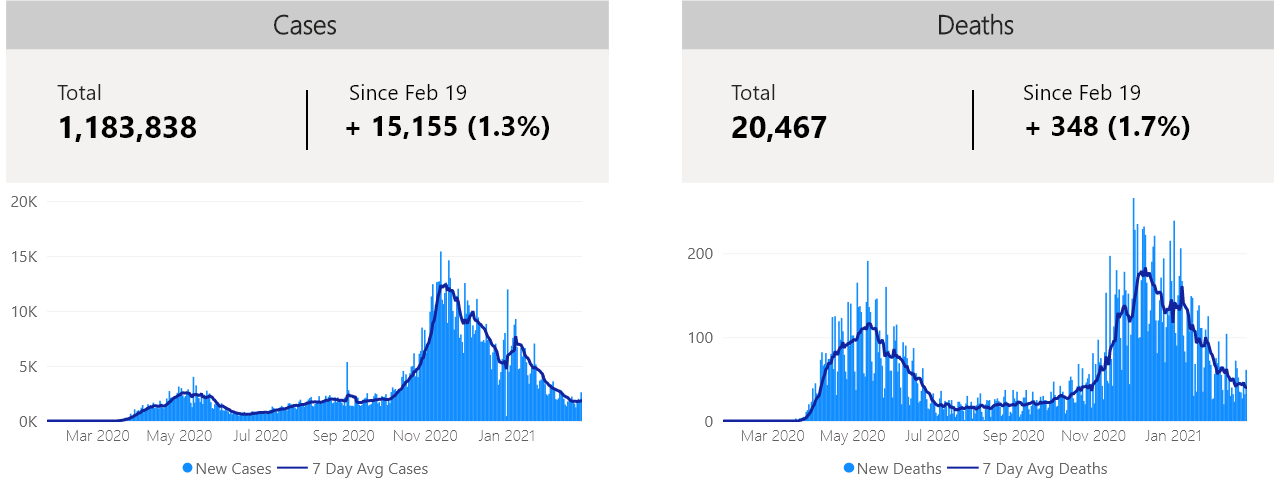 Cases
Total
1,183,838
Since Feb 19
+ 15,155 (1.3%)
20K
15K
10K
5K
0K
Mar 2020 May 2020 Jul 2020 Sep 2020 Nov 2020 Jan 2021
New Cases 7 Day Avg Cases
Deaths
Total
20,467
Since Feb 19
+ 348 (1.7%)
200
100
0
Mar 2020 May 2020 Jul 2020 Sep 2020 Nov 2020 Jan 2021
New Deaths 7 Day Avg Deaths